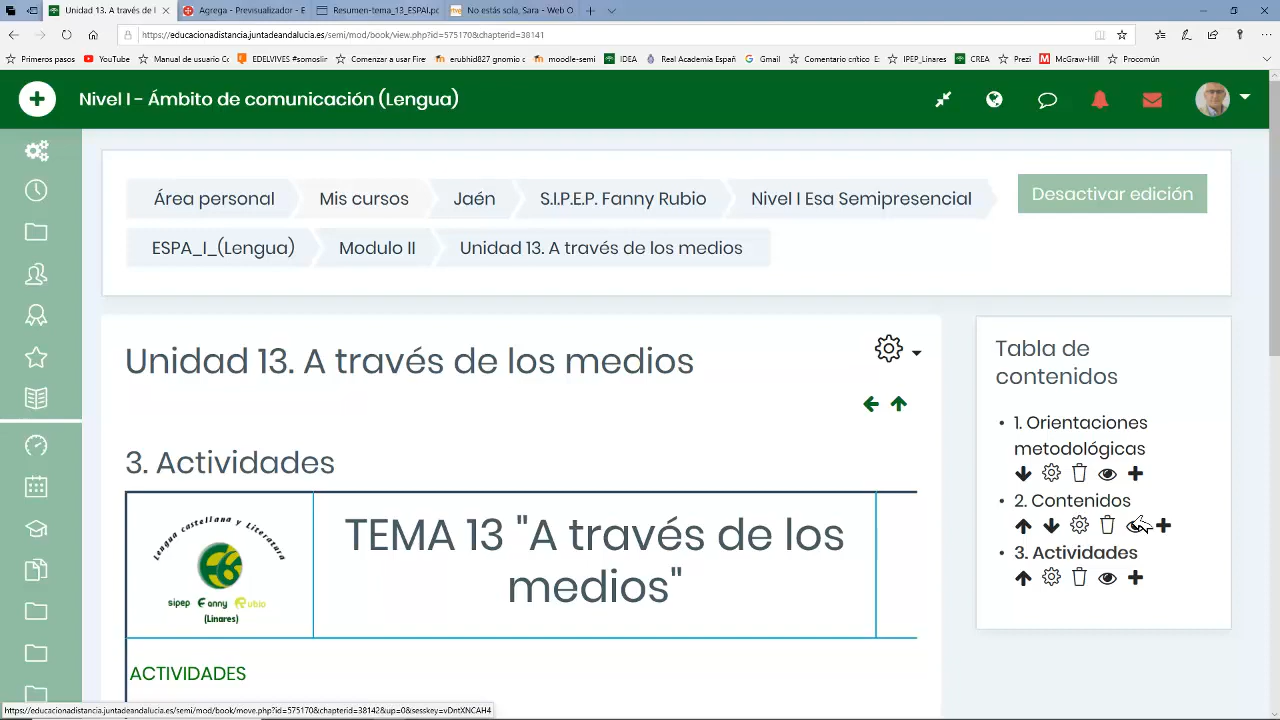 Unidad 13. A través de l
Agrega - Previsualizador - E
Resumen-tema_13_ESPAI.pc
No estás sola, Sara - Web O
https://educacionadistancia.juntadeandalucia.es/semi/mod/book/view.php?id=575170&chapterid=38141
Primeros pasos
YouTube
Manual de usuario Co
EDELVIVES #somoslir
Comenzar a usar Fire
erubhid827 gnomic c
moodle-semi
IDEA
Real Academia Españ
Gmail
Comentario crítico E:
IPEP_Linares
CREA
Prezi
McGraw-Hill
Procomún
Nivel I - Ámbito de comunicación (Lengua)
Área personal
Mis cursos
Jaén
S.I.P.E.P. Fanny Rubio
Nivel I Esa Semipresencial
Desactivar edición
ESPA_I_(Lengua)
Modulo II
Unidad 13. A través de los medios
Unidad 13. A través de los medios
3. Actividades
Lengua castellana y Literatura
sipep Fanny Rubio
(Linares)
TEMA 13 "A través de los
medios"
ACTIVIDADES
Tabla de
contenidos
• 1. Orientaciones
metodológicas
• 2. Contenidos
• 3. Actividades
https://educacionadistancia.juntadeandalucia.es/semi/mod/book/move.php?id=575170&chapterid=38142&up=0&sesskey=vDntXNCAH4